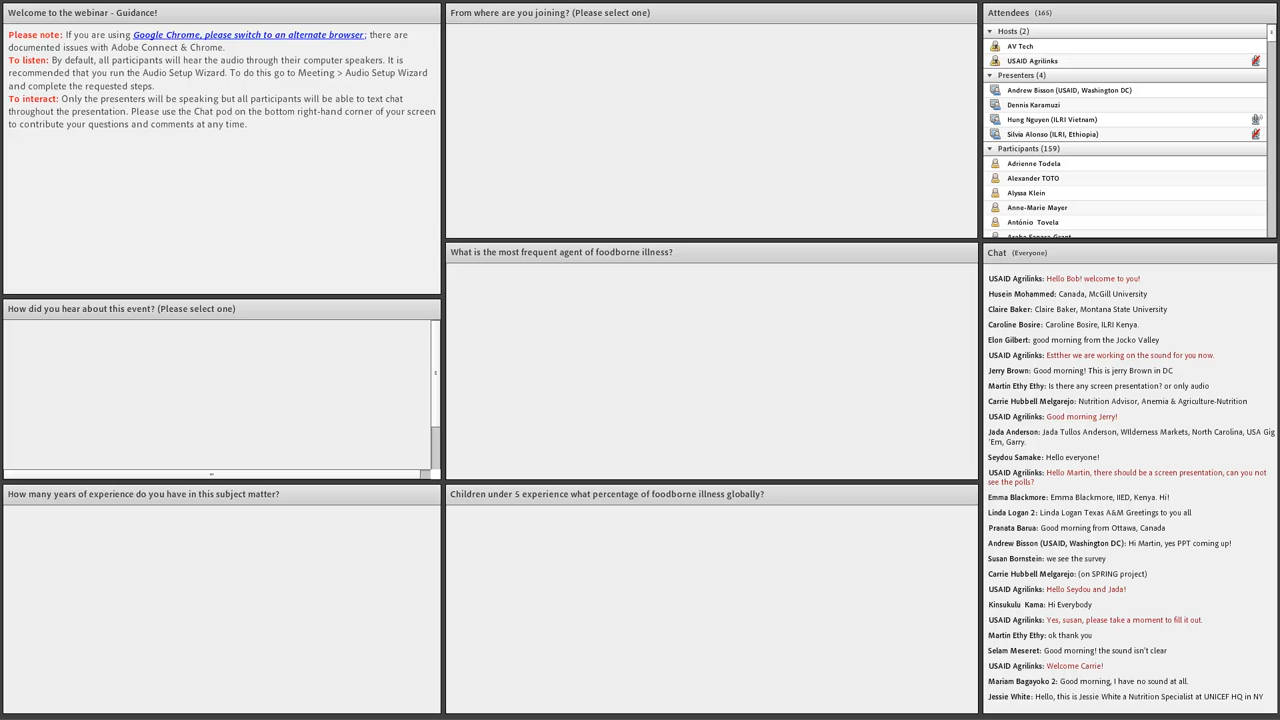 Welcome to the webinar - Guidance!
Please note: If you are using Google Chrome, please switch to an alternate browser; there are
documented issues with Adobe Connect & Chrome.
To listen: By default, all participants will hear the audio through their computer speakers. It is
recommended that you run the Audio Setup Wizard. To do this go to Meeting > Audio Setup Wizard
and complete the requested steps.
To interact: Only the presenters will be speaking but all participants will be able to text chat
throughout the presentation. Please use the Chat pod on the bottom right-hand corner of your screen
to contribute your questions and comments at any time.
How did you hear about this event? (Please select one)
How many years of experience do you have in this subject matter?
From where are you joining? (Please select one)
What is the most frequent agent of foodborne illness?
Children under 5 experience what percentage of foodborne illness globally?
Attendees (165)
Hosts (2)
AV Tech
USAID Agrilinks
Presenters (4)
Andrew Bisson (USAID, Washington DC)
Dennis Karamuzi
Hung Nguyen (ILRI Vietnam)
Silvia Alonso (ILRI, Ethiopia)
Participants (159)
Adrienne Todela
Alexander TOTO
Alyssa Klein
Anne-Marie Mayer
António Tovela
Chat (Everyone)
USAID Agrilinks: Hello Bob! welcome to you!
Husein Mohammed: Canada, McGill University
Claire Baker: Claire Baker, Montana State University
Caroline Bosire: Caroline Bosire, ILRI Kenya.
Elon Gilbert: good morning from the Jocko Valley
USAID Agrilinks: Estther we are working on the sound for you now.
Jerry Brown: Good morning! This is jerry Brown in DC
Martin Ethy Ethy: Is there any screen presentation? or only audio
Carrie Hubbell Melgarejo: Nutrition Advisor, Anemia & Agriculture-Nutrition
USAID Agrilinks: Good morning Jerry!
Jada Anderson: Jada Tullos Anderson, WIlderness Markets, North Carolina, USA Gig
'Em, Garry.
Seydou Samake: Hello everyone!
USAID Agrilinks: Hello Martin, there should be a screen presentation, can you not
see the polls?
Emma Blackmore: Emma Blackmore, IIED, Kenya. Hi!
Linda Logan 2: Linda Logan Texas A&M Greetings to you all
Pranata Barua: Good morning from Ottawa, Canada
Andrew Bisson (USAID, Washington DC): Hi Martin, yes PPT coming up!
Susan Bornstein: we see the survey
Carrie Hubbell Melgarejo: (on SPRING project)
USAID Agrilinks: Hello Seydou and Jada!
Kinsukulu Kama: Hi Everybody
USAID Agrilinks: Yes, susan, please take a moment to fill it out.
Martin Ethy Ethy: ok thank you
Selam Meseret: Good morning! the sound isn't clear
USAID Agrilinks: Welcome Carrie!
Mariam Bagayoko 2: Good morning, I have no sound at all.
Jessie White: Hello, this is Jessie White a Nutrition Specialist at UNICEF HQ in NY